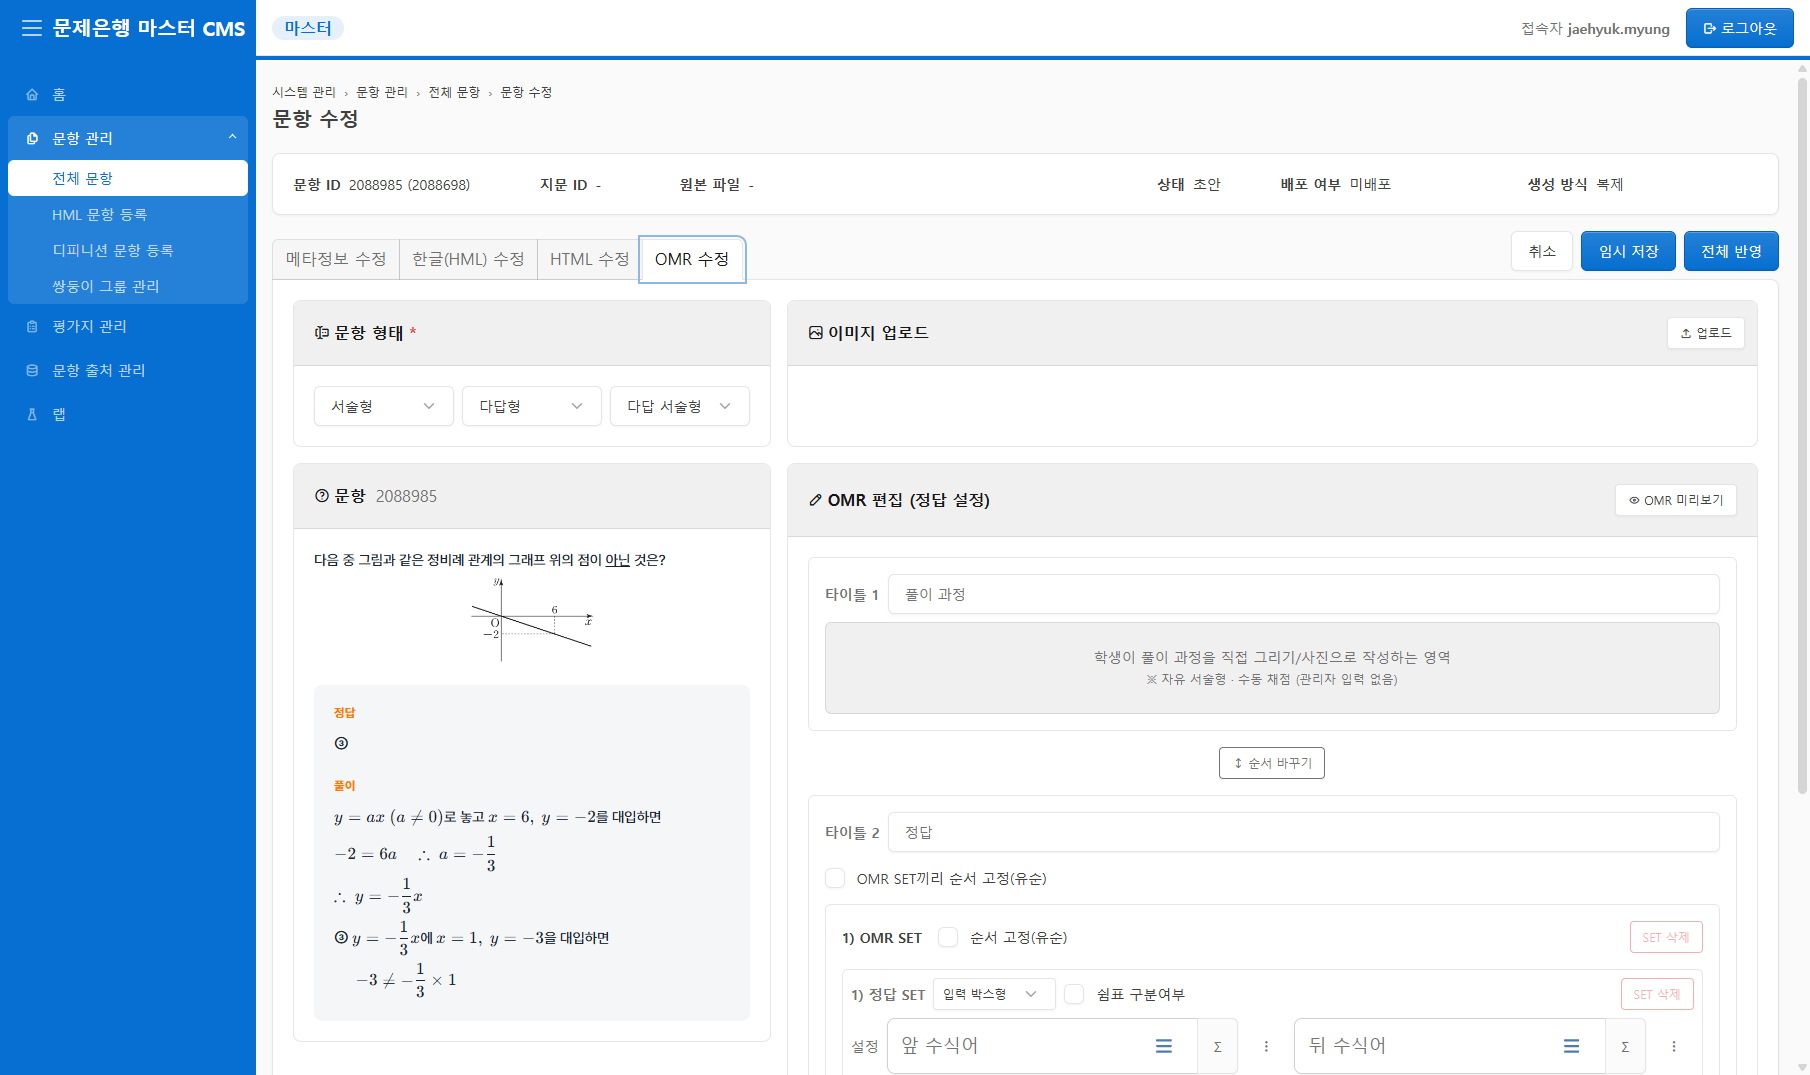 문제은행 마스터 CMS
마스터
접속자 jaehyuk.myung
로그아웃
홈
문항 관리
전체 문항
HML 문항 등록
디피니션 문항 등록
쌍둥이 그룹 관리
평가지 관리
문항 출처 관리
랩
시스템 관리 › 문항 관리 › 전체 문항 › 문항 수정
문항 수정
문항 ID 2088985 (2088698) 지문 ID - 원본 파일 - 상태 초안 배포 여부 미배포 생성 방식 복제
메타정보 수정 한글(HML) 수정 HTML 수정 OMR 수정
취소 임시 저장 전체 반영
문항 형태 *
서술형 다답형 다답 서술형
이미지 업로드
업로드
문항 2088985
다음 중 그림과 같은 정비례 관계의 그래프 위의 점이 아닌 것은?
y
6
O
x
−2
정답
③
풀이
y = ax (a ≠ 0)로 놓고 x = 6, y = −2를 대입하면
−2 = 6a ∴ a = −1/3
∴ y = −1/3x
③ y = −1/3x에 x = 1, y = −3을 대입하면
−3 ≠ −1/3 × 1
OMR 편집 (정답 설정)
OMR 미리보기
타이틀 1 풀이 과정
학생이 풀이 과정을 직접 그리기/사진으로 작성하는 영역
※ 자유 서술형 · 수동 채점 (관리자 입력 없음)
↕ 순서 바꾸기
타이틀 2 정답
OMR SET끼리 순서 고정(유순)
1) OMR SET 순서 고정(유순) SET 삭제
1) 정답 SET 입력 박스형 쉼표 구분여부 SET 삭제
설정 앞 수식어 Σ 뒤 수식어 Σ